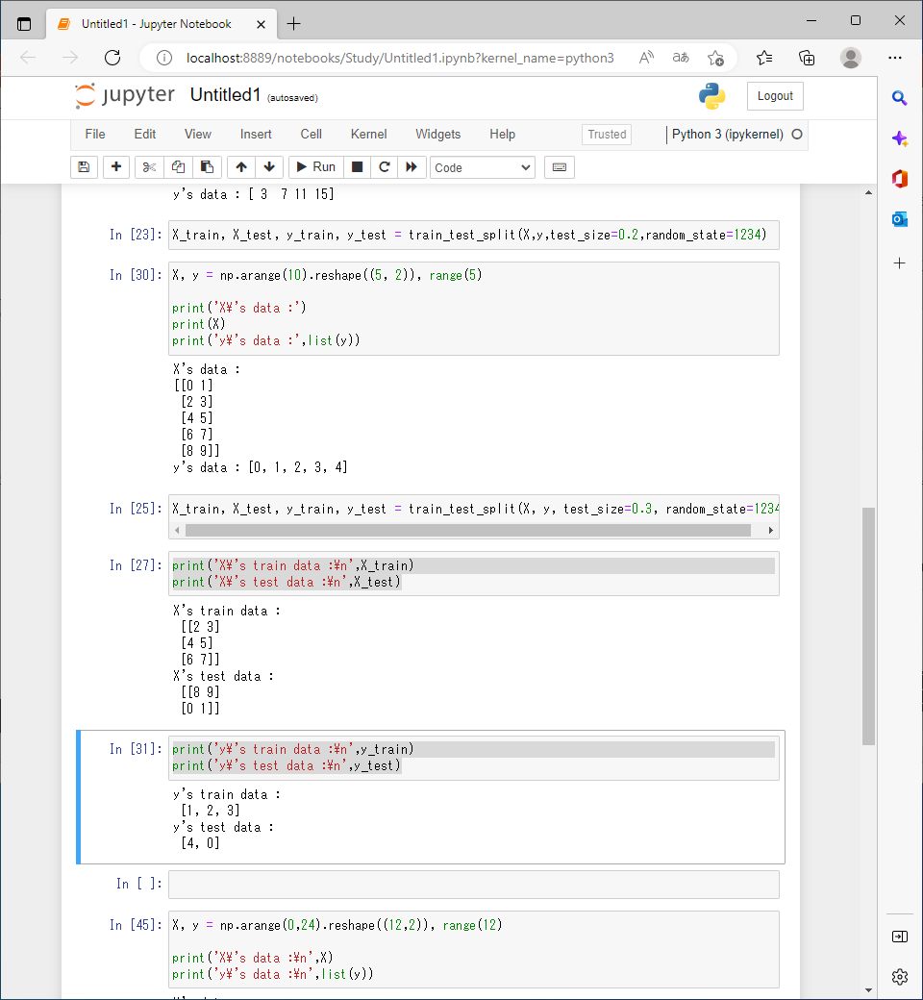 Untitled1 - Jupyter Notebook
localhost:8889/notebooks/Study/Untitled1.ipynb?kernel_name=python3
jupyter Untitled1 (autosaved)
Logout
File Edit View Insert Cell Kernel Widgets Help Trusted Python 3 (ipykernel)
Run Code
y's data : [ 3  7 11 15]
In [23]: X_train, X_test, y_train, y_test = train_test_split(X,y,test_size=0.2,random_state=1234)
In [30]: X, y = np.arange(10).reshape((5, 2)), range(5)
print('X¥'s data :')
print(X)
print('y¥'s data :',list(y))
X's data :
[[0 1]
[2 3]
[4 5]
[6 7]
[8 9]]
y's data : [0, 1, 2, 3, 4]
In [25]: X_train, X_test, y_train, y_test = train_test_split(X, y, test_size=0.3, random_state=1234
In [27]: print('X¥'s train data :¥n',X_train)
print('X¥'s test data :¥n',X_test)
X's train data :
[[2 3]
[4 5]
[6 7]]
X's test data :
[[8 9]
[0 1]]
In [31]: print('y¥'s train data :¥n',y_train)
print('y¥'s test data :¥n',y_test)
y's train data :
[1, 2, 3]
y's test data :
[4, 0]
In [ ]:
In [45]: X, y = np.arange(0,24).reshape((12,2)), range(12)
print('X¥'s data :¥n',X)
print('y¥'s data :¥n',list(y))